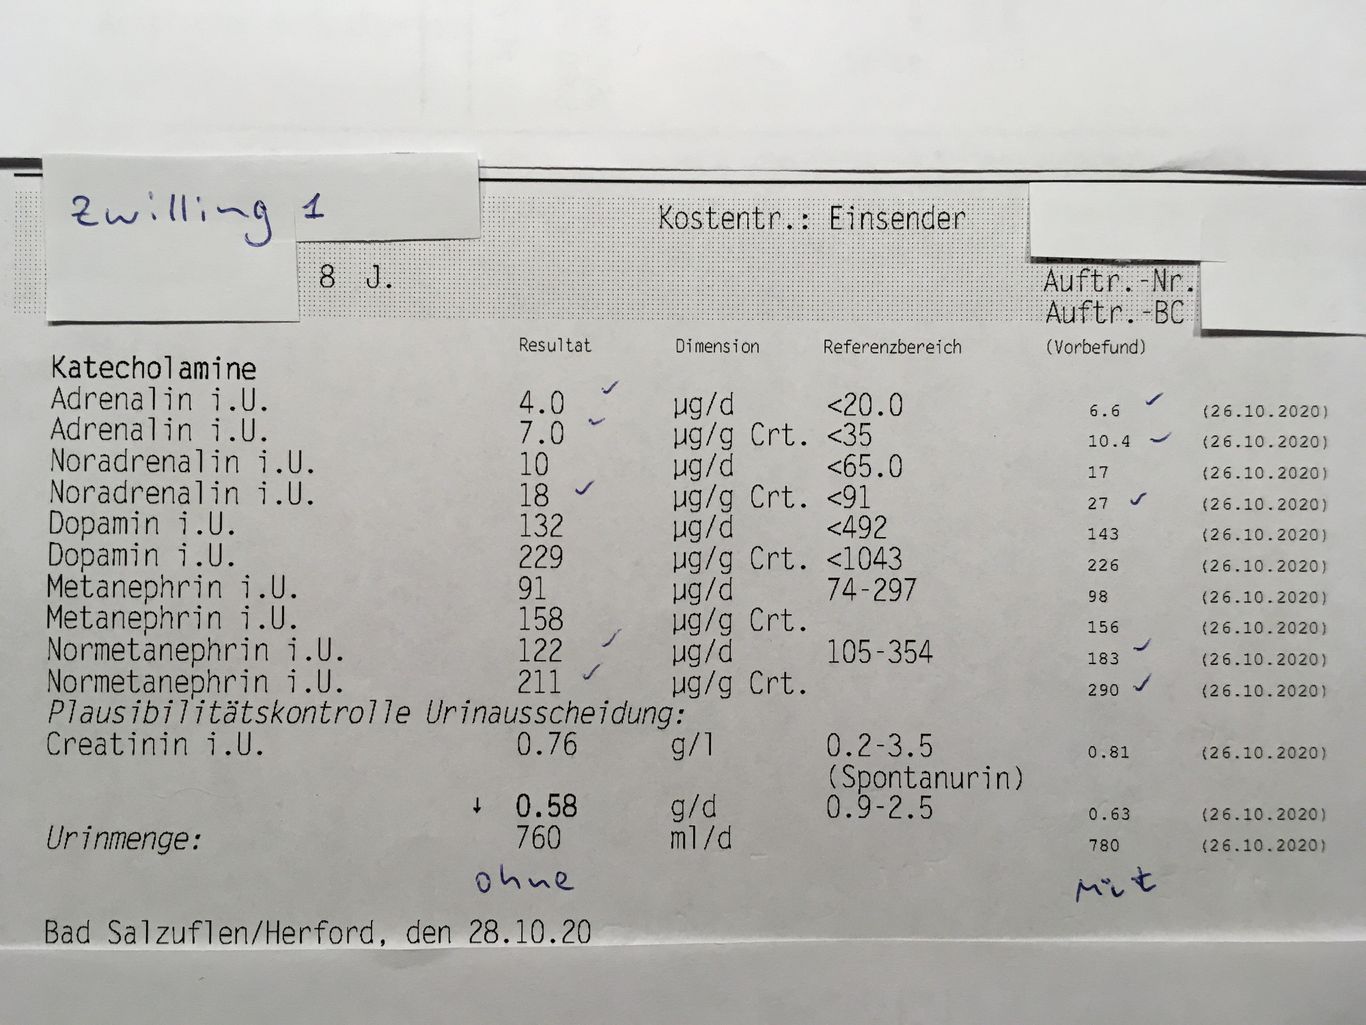 Zwilling 1
Kostentr.: Einsender
8 J.
Auftr.-Nr.
Auftr.-BC
Resultat Dimension Referenzbereich (Vorbefund)
Katecholamine
Adrenalin i.U. 4.0 ✓ µg/d <20.0 6.6 ✓ (26.10.2020)
Adrenalin i.U. 7.0 ✓ µg/g Crt. <35 10.4 ✓ (26.10.2020)
Noradrenalin i.U. 10 µg/d <65.0 17 (26.10.2020)
Noradrenalin i.U. 18 ✓ µg/g Crt. <91 27 ✓ (26.10.2020)
Dopamin i.U. 132 µg/d <492 143 (26.10.2020)
Dopamin i.U. 229 µg/g Crt. <1043 226 (26.10.2020)
Metanephrin i.U. 91 µg/d 74-297 98 (26.10.2020)
Metanephrin i.U. 158 µg/g Crt. 156 (26.10.2020)
Normetanephrin i.U. 122 ✓ µg/d 105-354 183 ✓ (26.10.2020)
Normetanephrin i.U. 211 ✓ µg/g Crt. 290 ✓ (26.10.2020)
Plausibilitätskontrolle Urinausscheidung:
Creatinin i.U. 0.76 g/l 0.2-3.5 0.81 (26.10.2020)
(Spontanurin)
↓ 0.58 g/d 0.9-2.5 0.63 (26.10.2020)
Urinmenge: 760 ml/d 780 (26.10.2020)
ohne mit
Bad Salzuflen/Herford, den 28.10.20